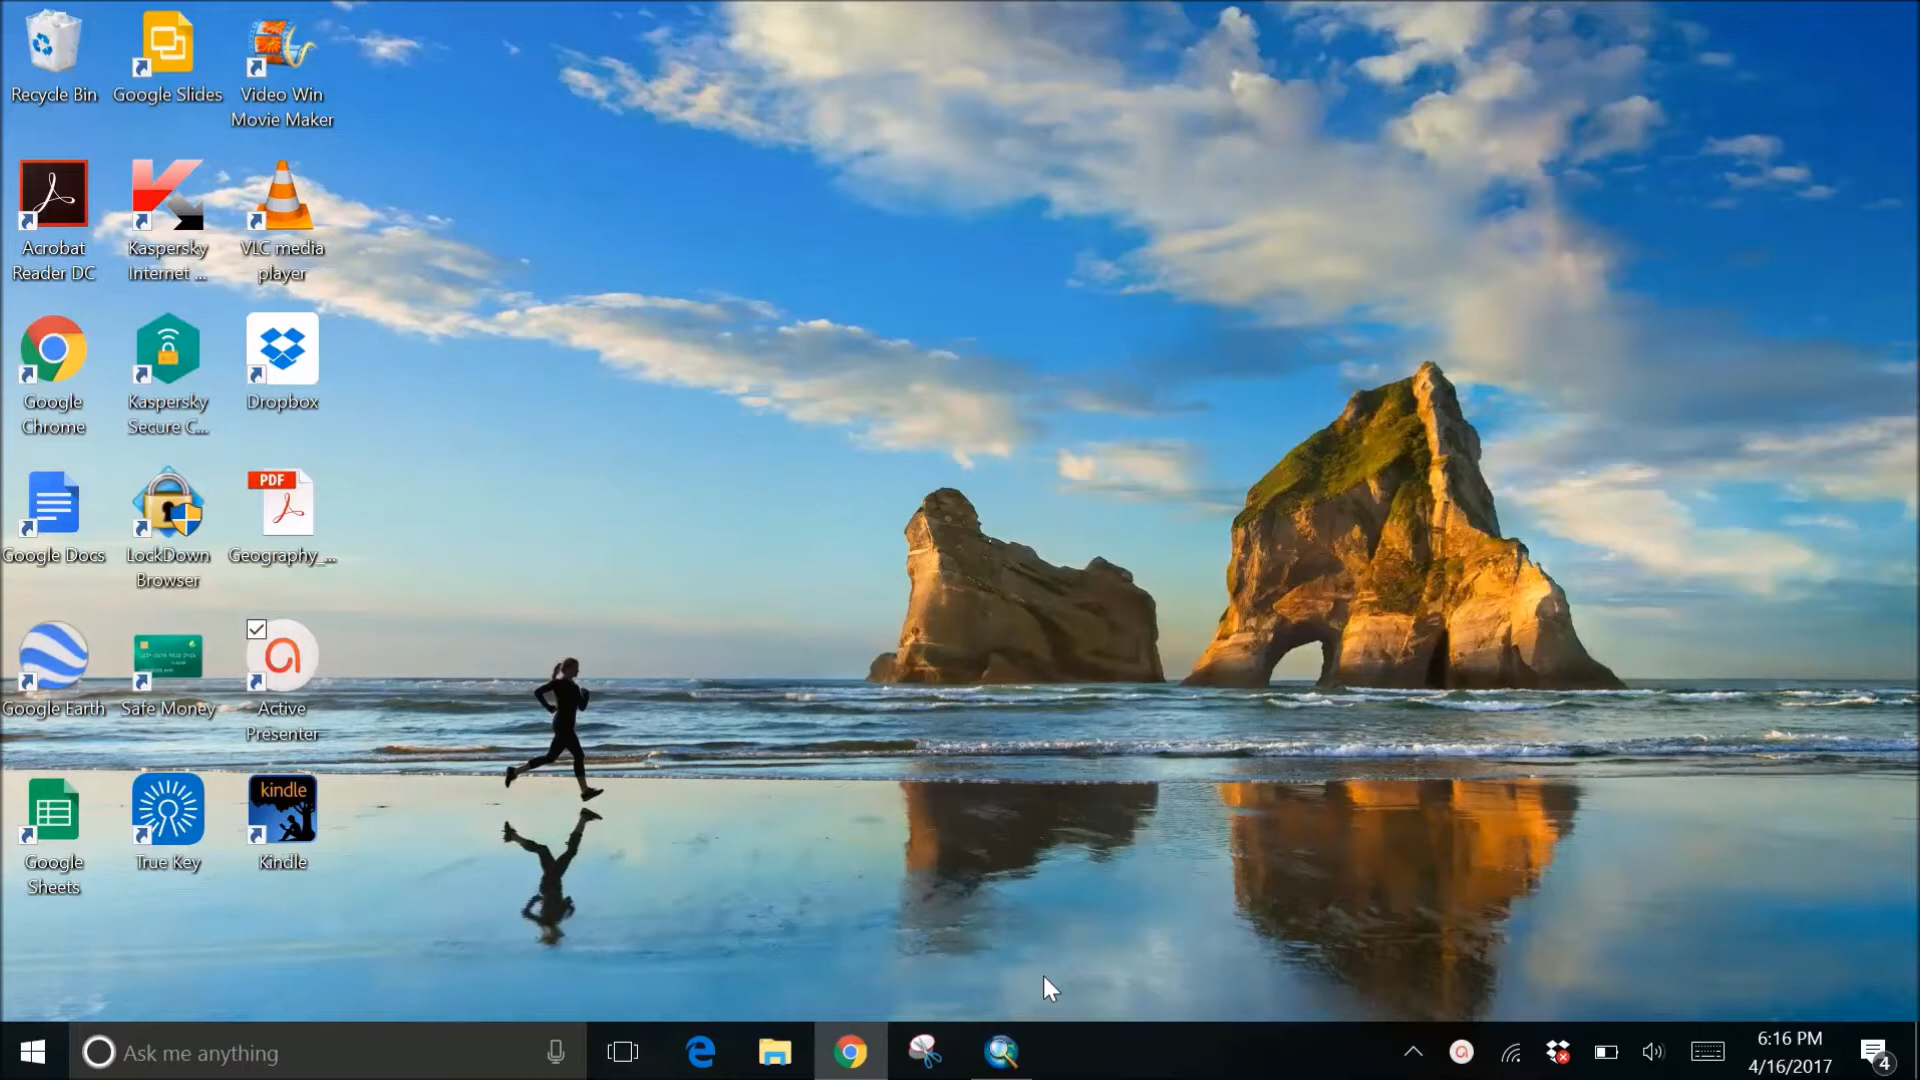 Recycle Bin
Google Slides
Video Win
Movie Maker
Acrobat
Reader DC
Kaspersky
Internet ...
VLC media
player
Google
Chrome
Kaspersky
Secure C...
Dropbox
Google Docs
LockDown
Browser
PDF
Geography_...
Google Earth
Safe Money
Active
Presenter
Google
Sheets
True Key
kindle
Kindle
Ask me anything
6:16 PM
4/16/2017
4